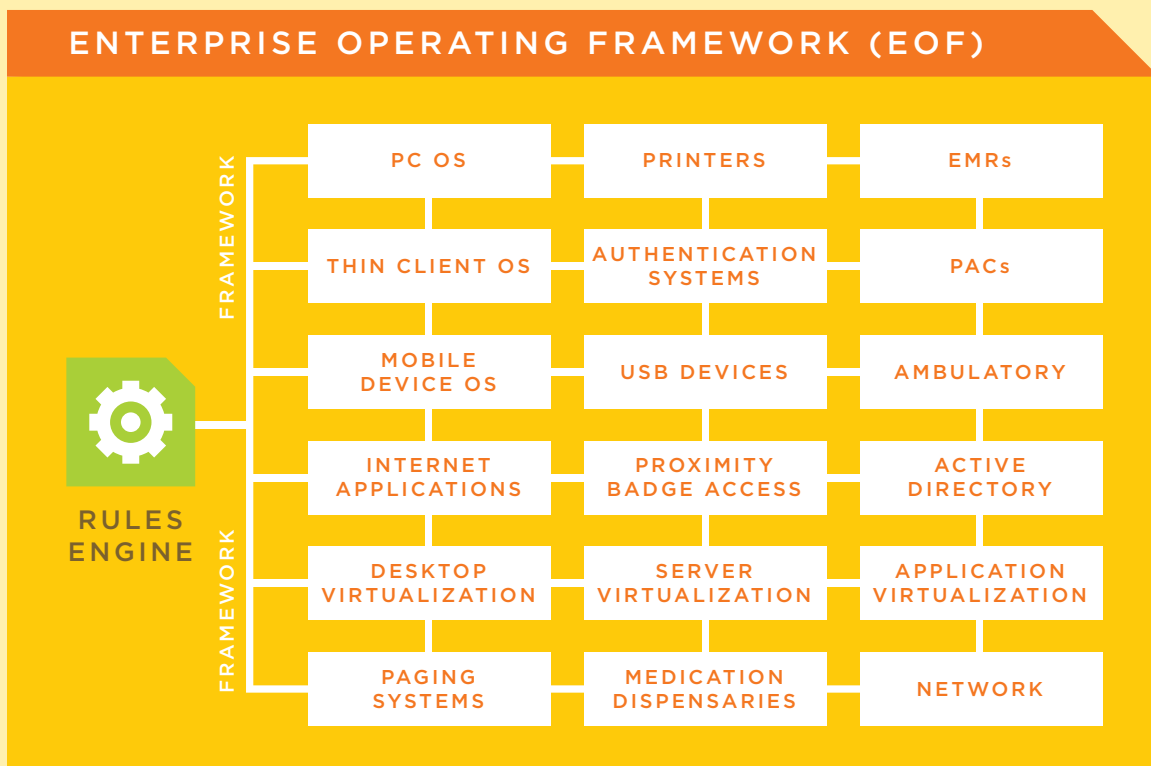 ENTERPRISE OPERATING FRAMEWORK (EOF)
FRAMEWORK
PC OS
PRINTERS
EMRs
THIN CLIENT OS
AUTHENTICATION
SYSTEMS
PACs
MOBILE
DEVICE OS
USB DEVICES
AMBULATORY
RULES
ENGINE
FRAMEWORK
INTERNET
APPLICATIONS
PROXIMITY
BADGE ACCESS
ACTIVE
DIRECTORY
DESKTOP
VIRTUALIZATION
SERVER
VIRTUALIZATION
APPLICATION
VIRTUALIZATION
PAGING
SYSTEMS
MEDICATION
DISPENSARIES
NETWORK